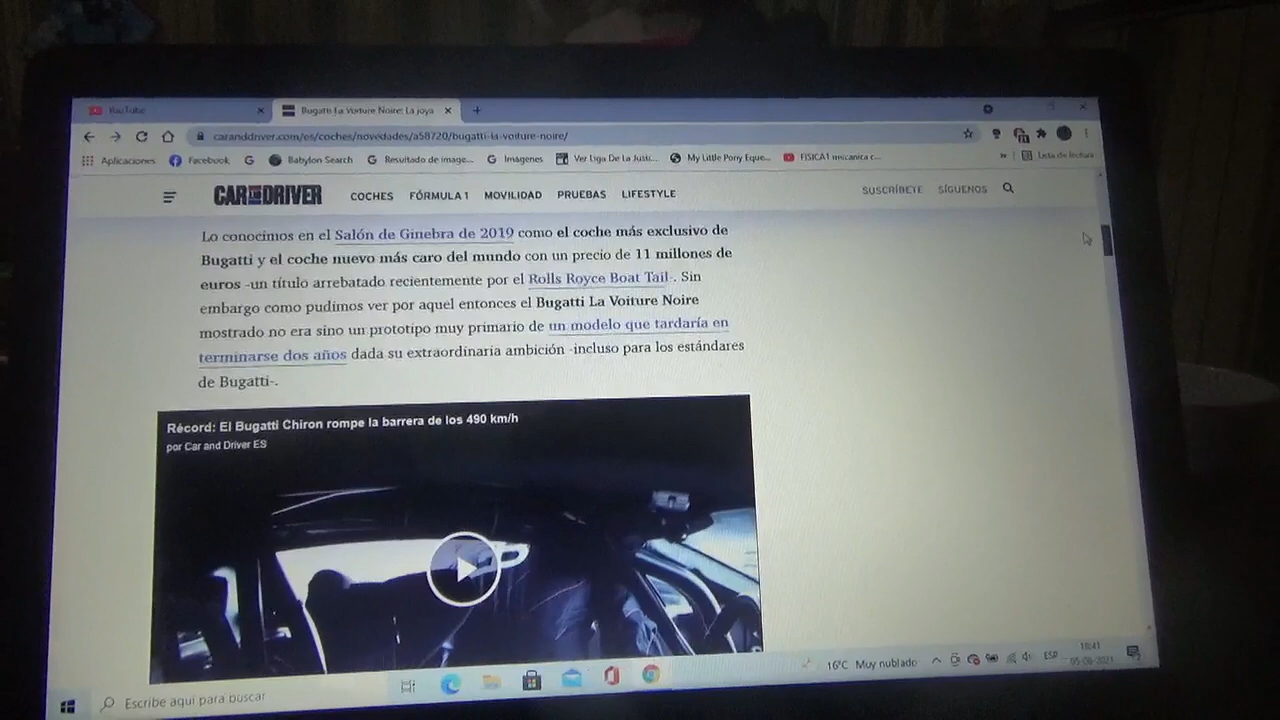 YouTube
Bugatti La Voiture Noire: La joya
caranddriver.com/es/coches/novedades/a58720/bugatti-la-voiture-noire/
Aplicaciones Facebook Babylon Search Resultado de image... Imágenes Ver Liga De La Justi... My Little Pony Eque... FISICA1 mecanica c... » Lista de lectura
CAR AND DRIVER COCHES FÓRMULA 1 MOVILIDAD PRUEBAS LIFESTYLE SUSCRÍBETE SÍGUENOS
Lo conocimos en el Salón de Ginebra de 2019 como el coche más exclusivo de
Bugatti y el coche nuevo más caro del mundo con un precio de 11 millones de
euros -un título arrebatado recientemente por el Rolls Royce Boat Tail-. Sin
embargo como pudimos ver por aquel entonces el Bugatti La Voiture Noire
mostrado no era sino un prototipo muy primario de un modelo que tardaría en
terminarse dos años dada su extraordinaria ambición -incluso para los estándares
de Bugatti-.
Récord: El Bugatti Chiron rompe la barrera de los 490 km/h
por Car and Driver ES
Escribe aquí para buscar
16°C Muy nublado
ESP
18:41
05-08-2021